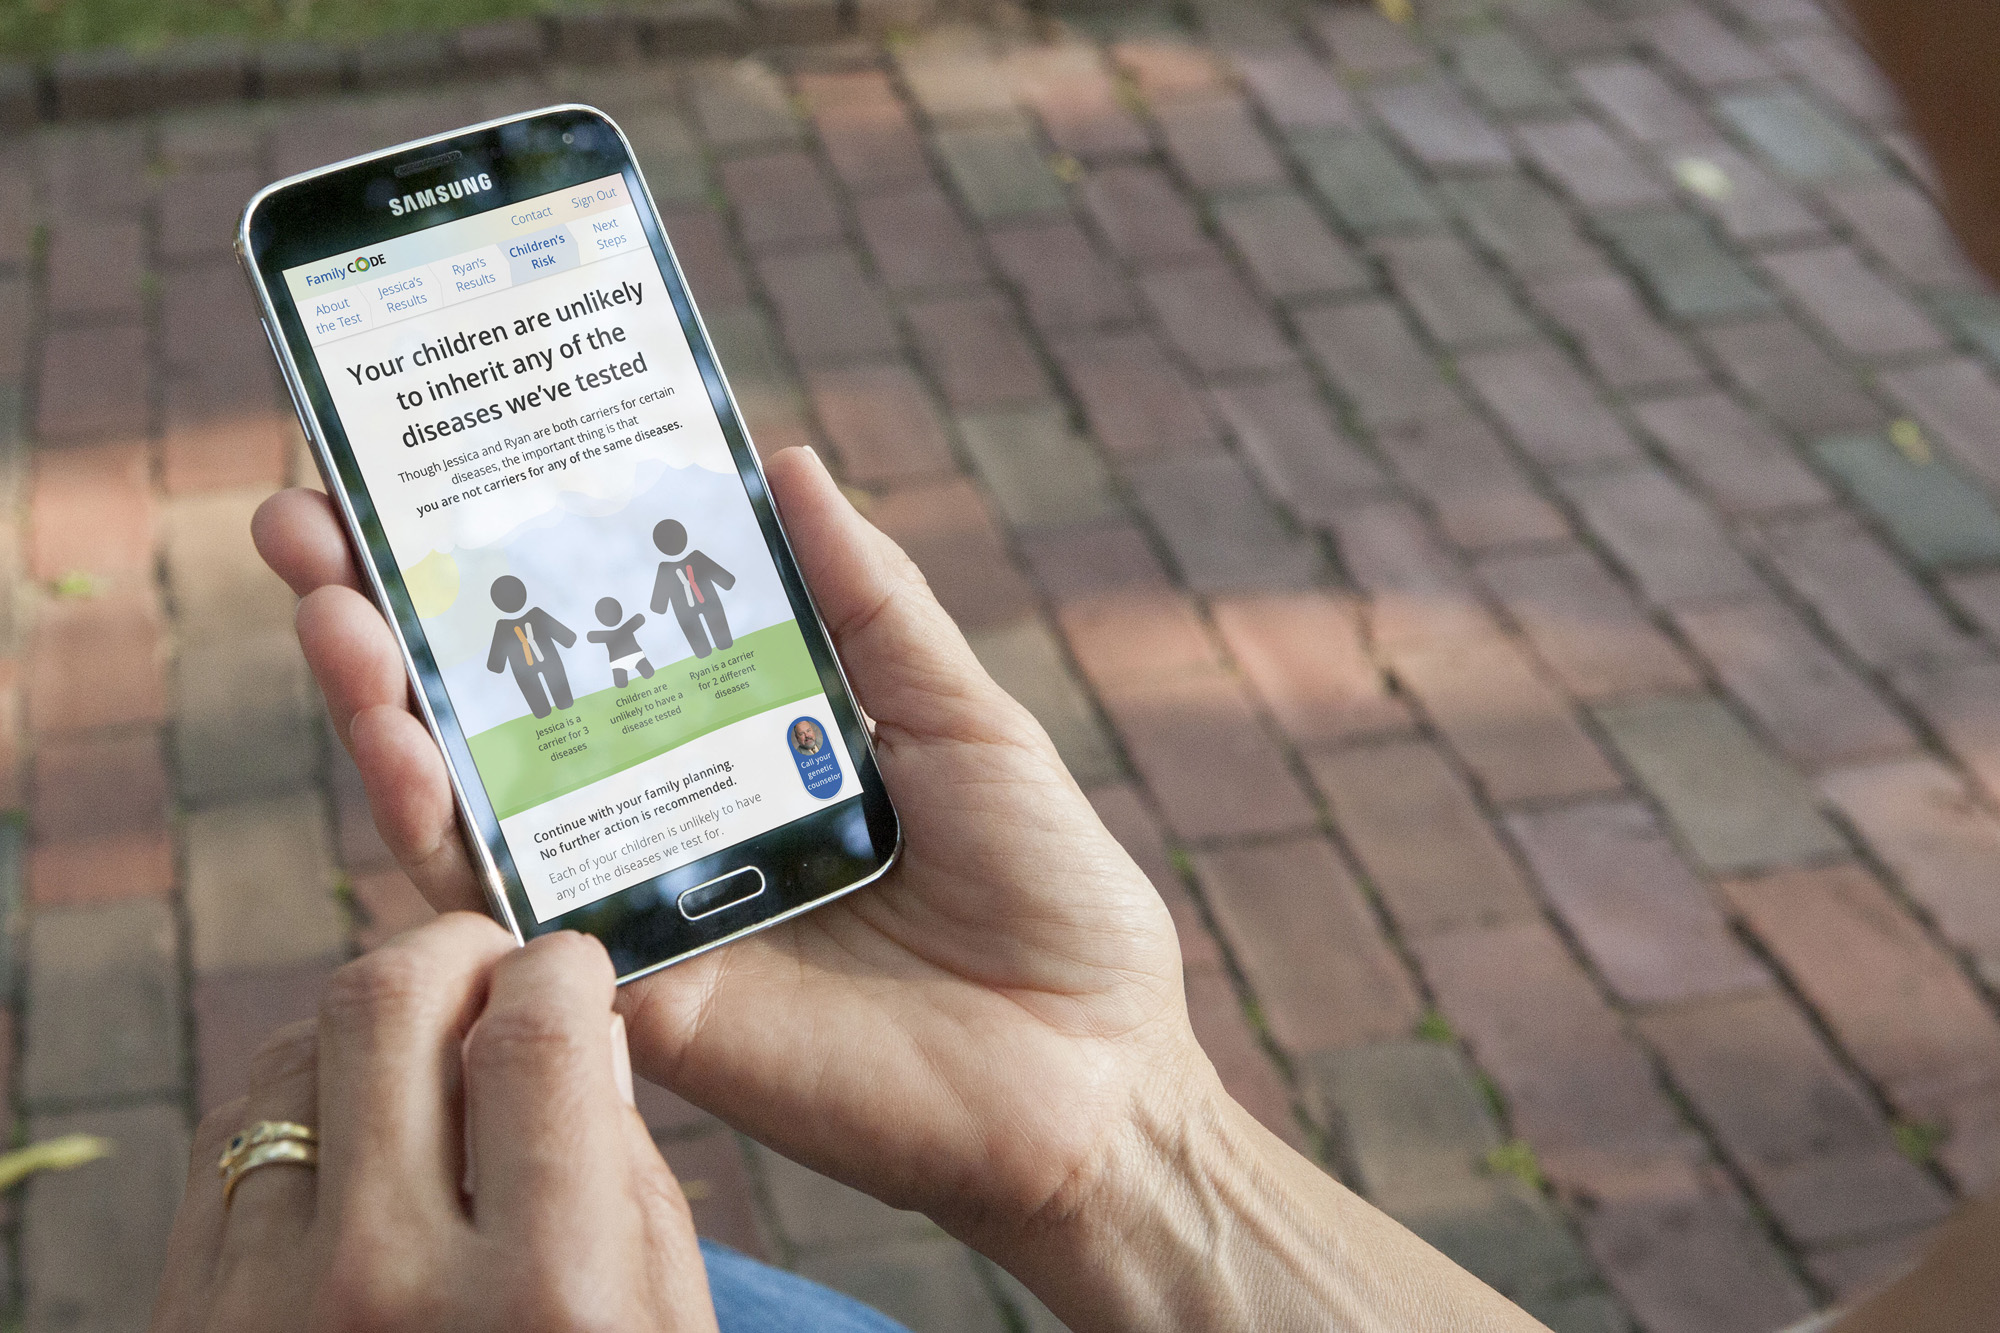 SAMSUNG
Contact
Sign Out
FamilyCODE
About
the Test
Jessica's
Results
Ryan's
Results
Children's
Risk
Next
Steps
Your children are unlikely
to inherit any of the
diseases we've tested
Though Jessica and Ryan are both carriers for certain
diseases, the important thing is that
you are not carriers for any of the same diseases.
Jessica is a
carrier for 3
diseases
Children are
unlikely to have a
disease tested
Ryan is a carrier
for 2 different
diseases
Call your
genetic
counselor
Continue with your family planning.
No further action is recommended.
Each of your children is unlikely to have
any of the diseases we test for.